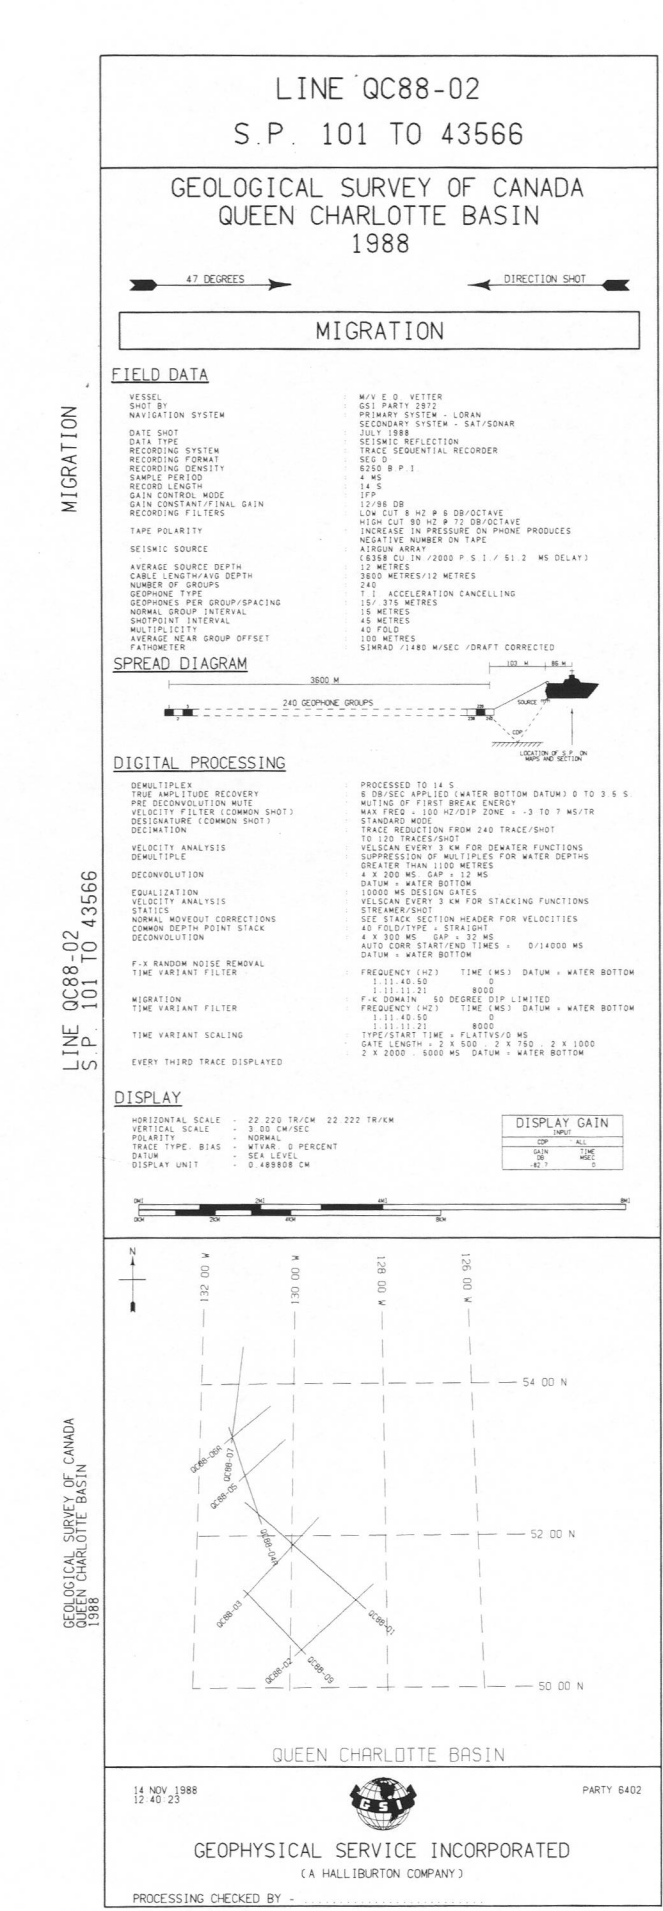 LINE QC88-02
S.P. 101 TO 43566
GEOLOGICAL SURVEY OF CANADA
QUEEN CHARLOTTE BASIN
1988
47 DEGREES
DIRECTION SHOT
MIGRATION
FIELD DATA
VESSEL : M/V E.O. VETTER
SHOT BY : GSI PARTY 2972
NAVIGATION SYSTEM : PRIMARY SYSTEM - LORAN
SECONDARY SYSTEM - SAT/SONAR
DATE SHOT : JULY 1988
DATA TYPE : SEISMIC REFLECTION
RECORDING SYSTEM : TRACE SEQUENTIAL RECORDER
RECORDING FORMAT : SEG D
RECORDING DENSITY : 6250 B.P.I.
SAMPLE PERIOD : 4 MS
RECORD LENGTH : 14 S
GAIN CONTROL MODE : IFP
GAIN CONSTANT/FINAL GAIN : 12/96 DB
RECORDING FILTERS : LOW CUT 8 HZ @ 6 DB/OCTAVE
HIGH CUT 90 HZ @ 72 DB/OCTAVE
TAPE POLARITY : INCREASE IN PRESSURE ON PHONE PRODUCES
NEGATIVE NUMBER ON TAPE
SEISMIC SOURCE : AIRGUN ARRAY
(6358 CU.IN./2000 P.S.I./ 51.2 MS DELAY)
AVERAGE SOURCE DEPTH : 12 METRES
CABLE LENGTH/AVG DEPTH : 3600 METRES/12 METRES
NUMBER OF GROUPS : 240
GEOPHONE TYPE : T.I. ACCELERATION CANCELLING
GEOPHONES PER GROUP/SPACING : 15/.375 METRES
NORMAL GROUP INTERVAL : 15 METRES
SHOTPOINT INTERVAL : 45 METRES
MULTIPLICITY : 40 FOLD
AVERAGE NEAR GROUP OFFSET : 100 METRES
FATHOMETER : SIMRAD /1480 M/SEC /DRAFT CORRECTED
SPREAD DIAGRAM
103 M 86 M
3600 M
240 GEOPHONE GROUPS
SOURCE
CDP
LOCATION OF S.P. ON
MAPS AND SECTION
DIGITAL PROCESSING
DEMULTIPLEX : PROCESSED TO 14 S
TRUE AMPLITUDE RECOVERY : 6 DB/SEC APPLIED (WATER BOTTOM DATUM) 0 TO 3.5 S
PRE DECONVOLUTION MUTE : MUTING OF FIRST BREAK ENERGY
VELOCITY FILTER (COMMON SHOT) : MAX FREQ = 100 HZ/DIP ZONE = -3 TO 7 MS/TR
DESIGNATURE (COMMON SHOT) : STANDARD MODE
DECIMATION : TRACE REDUCTION FROM 240 TRACE/SHOT
TO 120 TRACES/SHOT
VELOCITY ANALYSIS : VELSCAN EVERY 3 KM FOR DEWATER FUNCTIONS
DEMULTIPLE : SUPPRESSION OF MULTIPLES FOR WATER DEPTHS
GREATER THAN 1100 METRES
DECONVOLUTION : 4 X 200 MS. GAP = 12 MS
DATUM = WATER BOTTOM
EQUALIZATION : 10000 MS DESIGN GATES
VELOCITY ANALYSIS : VELSCAN EVERY 3 KM FOR STACKING FUNCTIONS
STATICS : STREAMER/SHOT
NORMAL MOVEOUT CORRECTIONS : SEE STACK SECTION HEADER FOR VELOCITIES
COMMON DEPTH POINT STACK : 40 FOLD/TYPE = STRAIGHT
DECONVOLUTION : 4 X 300 MS GAP = 32 MS
AUTO CORR START/END TIMES = 0/14000 MS
DATUM = WATER BOTTOM
F-X RANDOM NOISE REMOVAL
TIME VARIANT FILTER : FREQUENCY (HZ) TIME (MS) DATUM = WATER BOTTOM
1.11.40.50 0
1.11.11.21 8000
MIGRATION : F-K DOMAIN 50 DEGREE DIP LIMITED
TIME VARIANT FILTER : FREQUENCY (HZ) TIME (MS) DATUM = WATER BOTTOM
1.11.40.50 0
1.11.11.21 8000
TIME VARIANT SCALING : TYPE/START TIME = FLATTVS/0 MS
GATE LENGTH = 2 X 500 . 2 X 750 . 2 X 1000
2 X 2000 . 5000 MS DATUM = WATER BOTTOM
EVERY THIRD TRACE DISPLAYED
DISPLAY
HORIZONTAL SCALE - 22.220 TR/CM 22.222 TR/KM
VERTICAL SCALE - 3.00 CM/SEC
POLARITY - NORMAL
TRACE TYPE. BIAS - WTVAR. 0 PERCENT
DATUM - SEA LEVEL
DISPLAY UNIT - 0.489808 CM
DISPLAY GAIN
INPUT
CDP ALL
GAIN TIME
DB MSEC
-82.7 0
0MI 2MI 4MI 8MI
0KM 2KM 4KM 8KM
N
132 00 W
130 00 W
128 00 W
126 00 W
54 00 N
52 00 N
50 00 N
QC88-06A
QC88-07
QC88-05
QC88-04A
QC88-03
QC88-01
QC88-02
QC88-09
QUEEN CHARLOTTE BASIN
14 NOV 1988
12:40:23
PARTY 6402
GSI
GEOPHYSICAL SERVICE INCORPORATED
(A HALLIBURTON COMPANY)
PROCESSING CHECKED BY - ..........................
MIGRATION
LINE QC88-02
S.P. 101 TO 43566
GEOLOGICAL SURVEY OF CANADA
QUEEN CHARLOTTE BASIN
1988